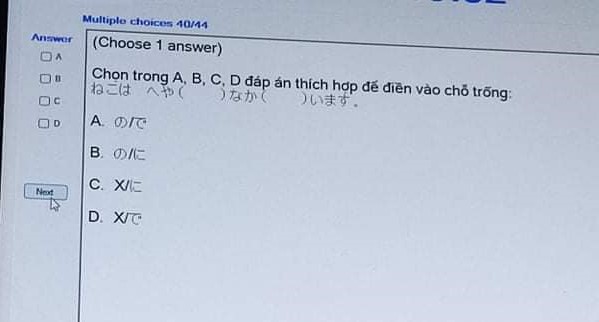 Multiple choices 40/44
Answer
(Choose 1 answer)
A
B
C
D
Chọn trong A, B, C, D đáp án thích hợp để điền vào chỗ trống:
ねこは へや( )なか( )います。
A. の/で
B. の/に
C. X/に
D. X/で
Next